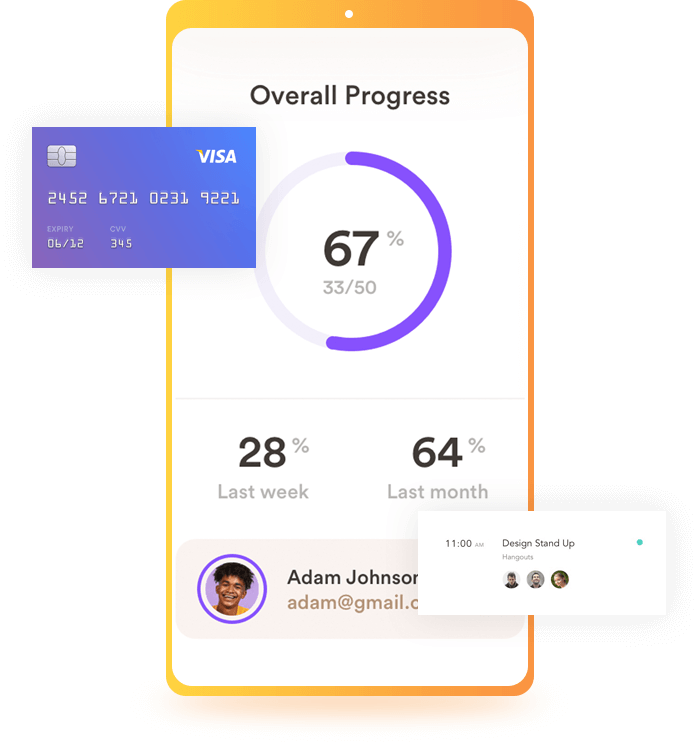 Overall Progress
VISA
2452 6721 0231 9221
EXPIRY CVV
06/12 345
67 %
33/50
28 % 64 %
Last week Last month
11:00 AM Design Stand Up
Hangouts
Adam Johnson
adam@gmail.c